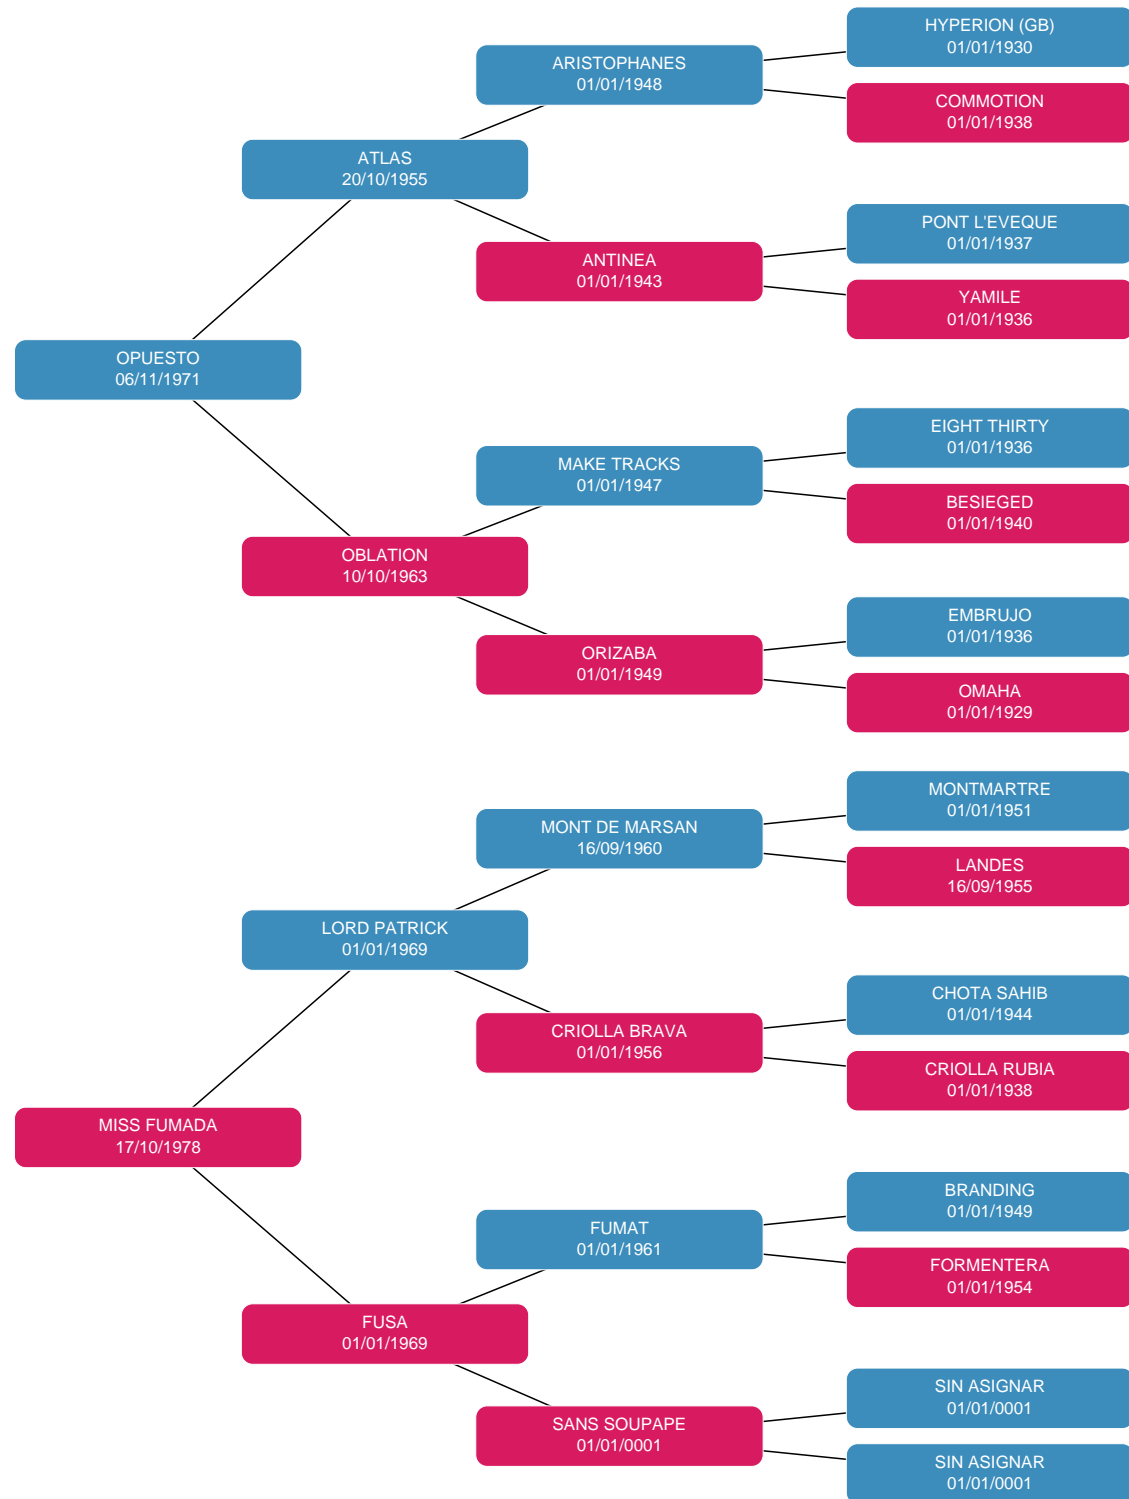 HYPERION (GB)
01/01/1930
ARISTOPHANES
01/01/1948
COMMOTION
01/01/1938
ATLAS
20/10/1955
PONT L'EVEQUE
01/01/1937
ANTINEA
01/01/1943
YAMILE
01/01/1936
OPUESTO
06/11/1971
EIGHT THIRTY
01/01/1936
MAKE TRACKS
01/01/1947
BESIEGED
01/01/1940
OBLATION
10/10/1963
EMBRUJO
01/01/1936
ORIZABA
01/01/1949
OMAHA
01/01/1929
MONTMARTRE
01/01/1951
MONT DE MARSAN
16/09/1960
LANDES
16/09/1955
LORD PATRICK
01/01/1969
CHOTA SAHIB
01/01/1944
CRIOLLA BRAVA
01/01/1956
CRIOLLA RUBIA
01/01/1938
MISS FUMADA
17/10/1978
BRANDING
01/01/1949
FUMAT
01/01/1961
FORMENTERA
01/01/1954
FUSA
01/01/1969
SIN ASIGNAR
01/01/0001
SANS SOUPAPE
01/01/0001
SIN ASIGNAR
01/01/0001